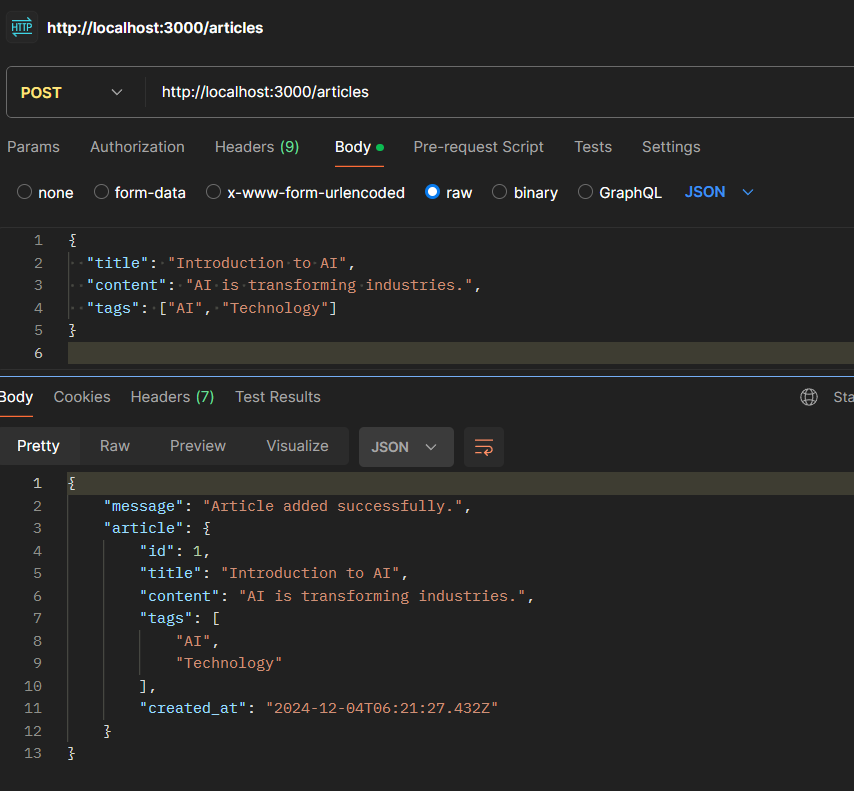 HTTP http://localhost:3000/articles
POST http://localhost:3000/articles
Params Authorization Headers (9) Body Pre-request Script Tests Settings
none form-data x-www-form-urlencoded raw binary GraphQL JSON
1 {
2 "title": "Introduction to AI",
3 "content": "AI is transforming industries.",
4 "tags": ["AI", "Technology"]
5 }
6
Body Cookies Headers (7) Test Results Sta
Pretty Raw Preview Visualize JSON
1 {
2 "message": "Article added successfully.",
3 "article": {
4 "id": 1,
5 "title": "Introduction to AI",
6 "content": "AI is transforming industries.",
7 "tags": [
8 "AI",
9 "Technology"
10 ],
11 "created_at": "2024-12-04T06:21:27.432Z"
12 }
13 }